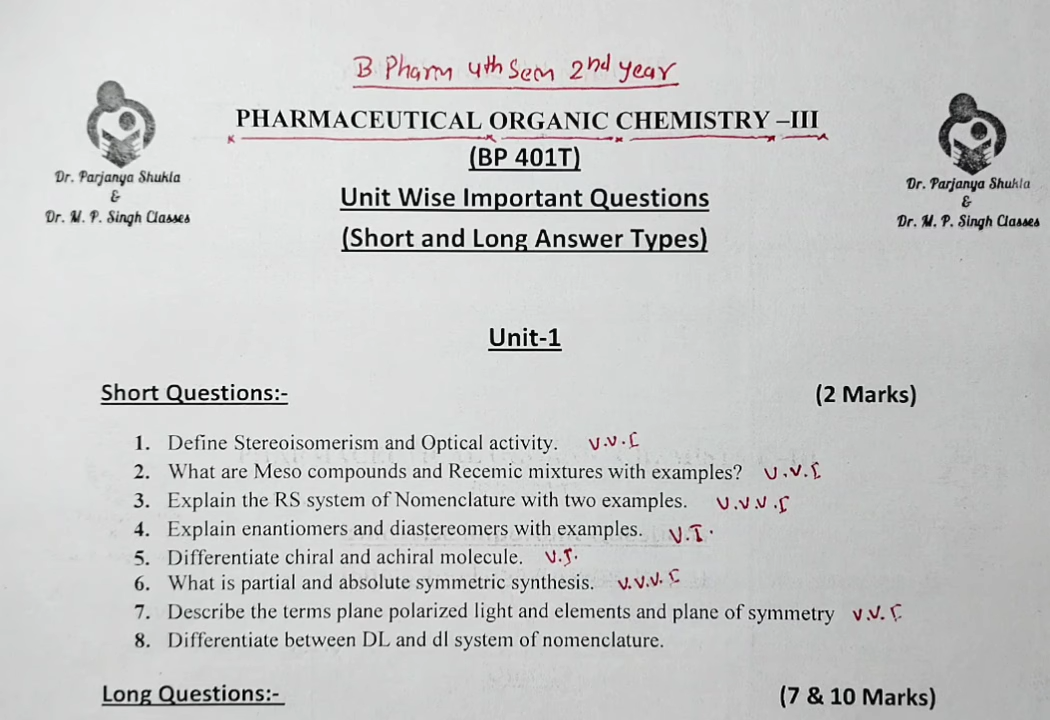 B Pharm 4th Sem 2nd year
PHARMACEUTICAL ORGANIC CHEMISTRY –III
(BP 401T)
Dr. Parjanya Shukla
&
Dr. M. P. Singh Classes
Dr. Parjanya Shukla
&
Dr. M. P. Singh Classes
Unit Wise Important Questions
(Short and Long Answer Types)
Unit-1
Short Questions:- (2 Marks)
1. Define Stereoisomerism and Optical activity. V.V.I
2. What are Meso compounds and Recemic mixtures with examples? V.V.I
3. Explain the RS system of Nomenclature with two examples. V.V.V.I
4. Explain enantiomers and diastereomers with examples. V.I.
5. Differentiate chiral and achiral molecule. V.I.
6. What is partial and absolute symmetric synthesis. V.V.V.I
7. Describe the terms plane polarized light and elements and plane of symmetry V.V.I
8. Differentiate between DL and dl system of nomenclature.
Long Questions:- (7 & 10 Marks)